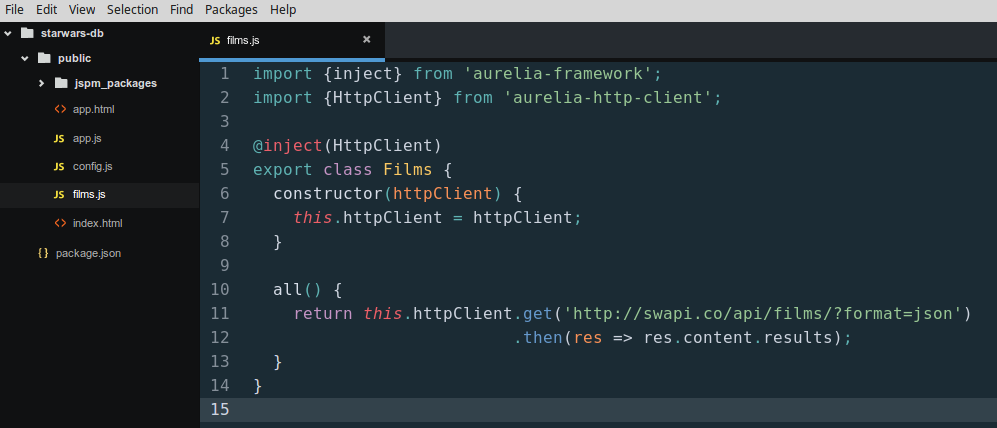 File Edit View Selection Find Packages Help
starwars-db
public
jspm_packages
<> app.html
JS app.js
JS config.js
JS films.js
<> index.html
{} package.json
JS films.js ×
1 import {inject} from 'aurelia-framework';
2 import {HttpClient} from 'aurelia-http-client';
3
4 @inject(HttpClient)
5 export class Films {
6 constructor(httpClient) {
7 this.httpClient = httpClient;
8 }
9
10 all() {
11 return this.httpClient.get('http://swapi.co/api/films/?format=json')
12 .then(res => res.content.results);
13 }
14 }
15